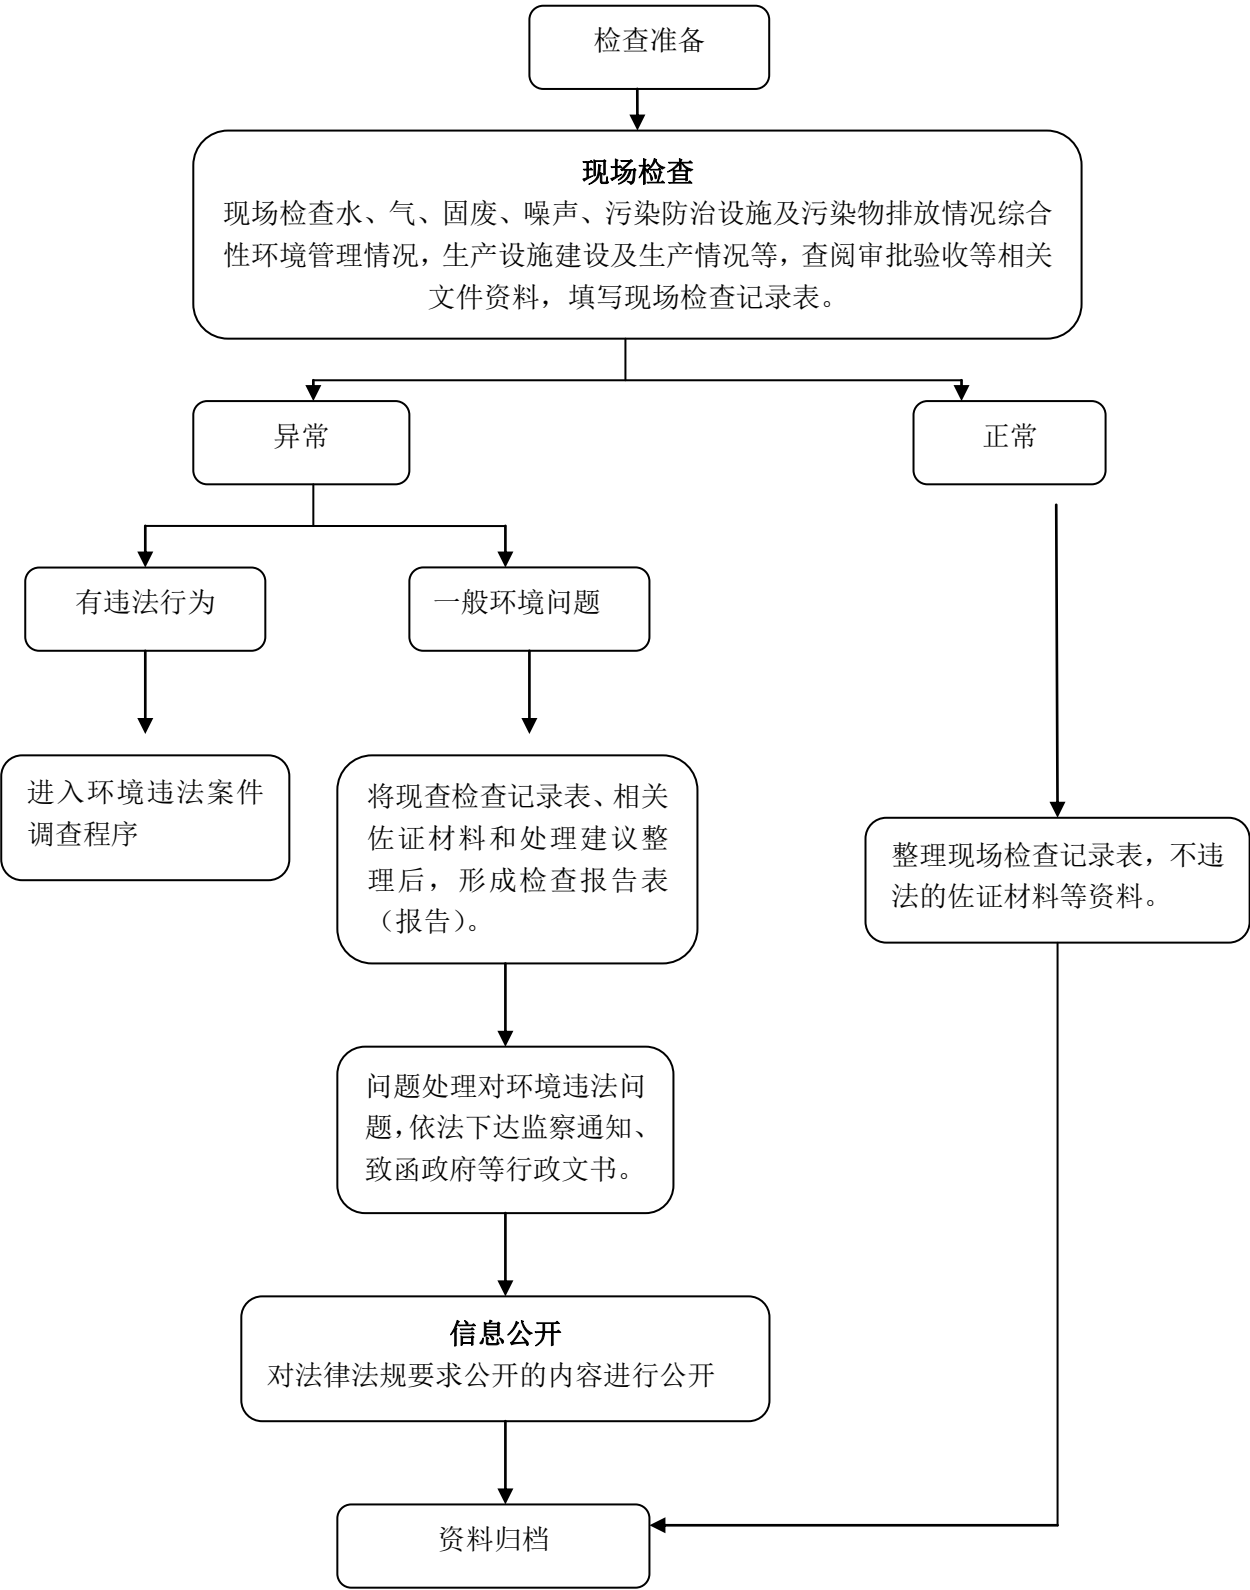 检查准备
现场检查
现场检查水、气、固废、噪声、污染防治设施及污染物排放情况综合
性环境管理情况，生产设施建设及生产情况等，查阅审批验收等相关
文件资料，填写现场检查记录表。
异常
正常
有违法行为
一般环境问题
进入环境违法案件
调查程序
将现查检查记录表、相关
佐证材料和处理建议整
理后，形成检查报告表
（报告）。
整理现场检查记录表，不违
法的佐证材料等资料。
问题处理对环境违法问
题，依法下达监察通知、
致函政府等行政文书。
信息公开
对法律法规要求公开的内容进行公开
资料归档